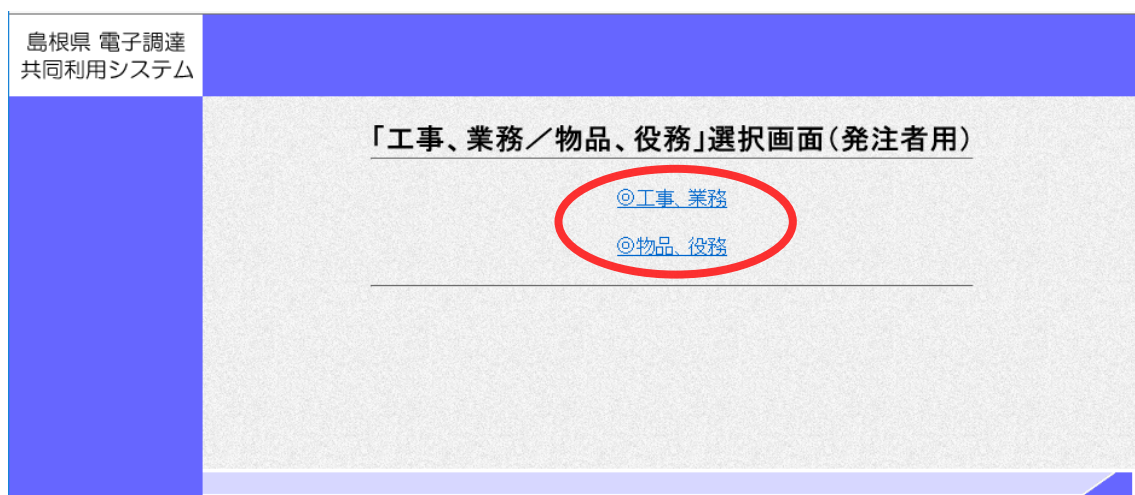 島根県 電子調達
共同利用システム
「工事、業務／物品、役務」選択画面（発注者用）
◎工事、業務
◎物品、役務